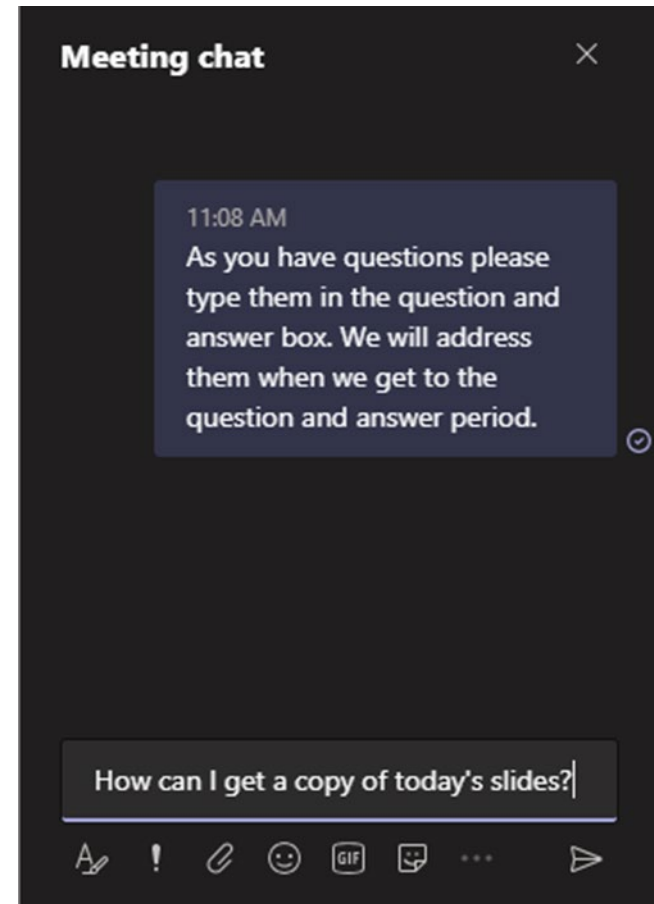 Meeting chat
11:08 AM
As you have questions please
type them in the question and
answer box. We will address
them when we get to the
question and answer period.
How can I get a copy of today's slides?
GIF